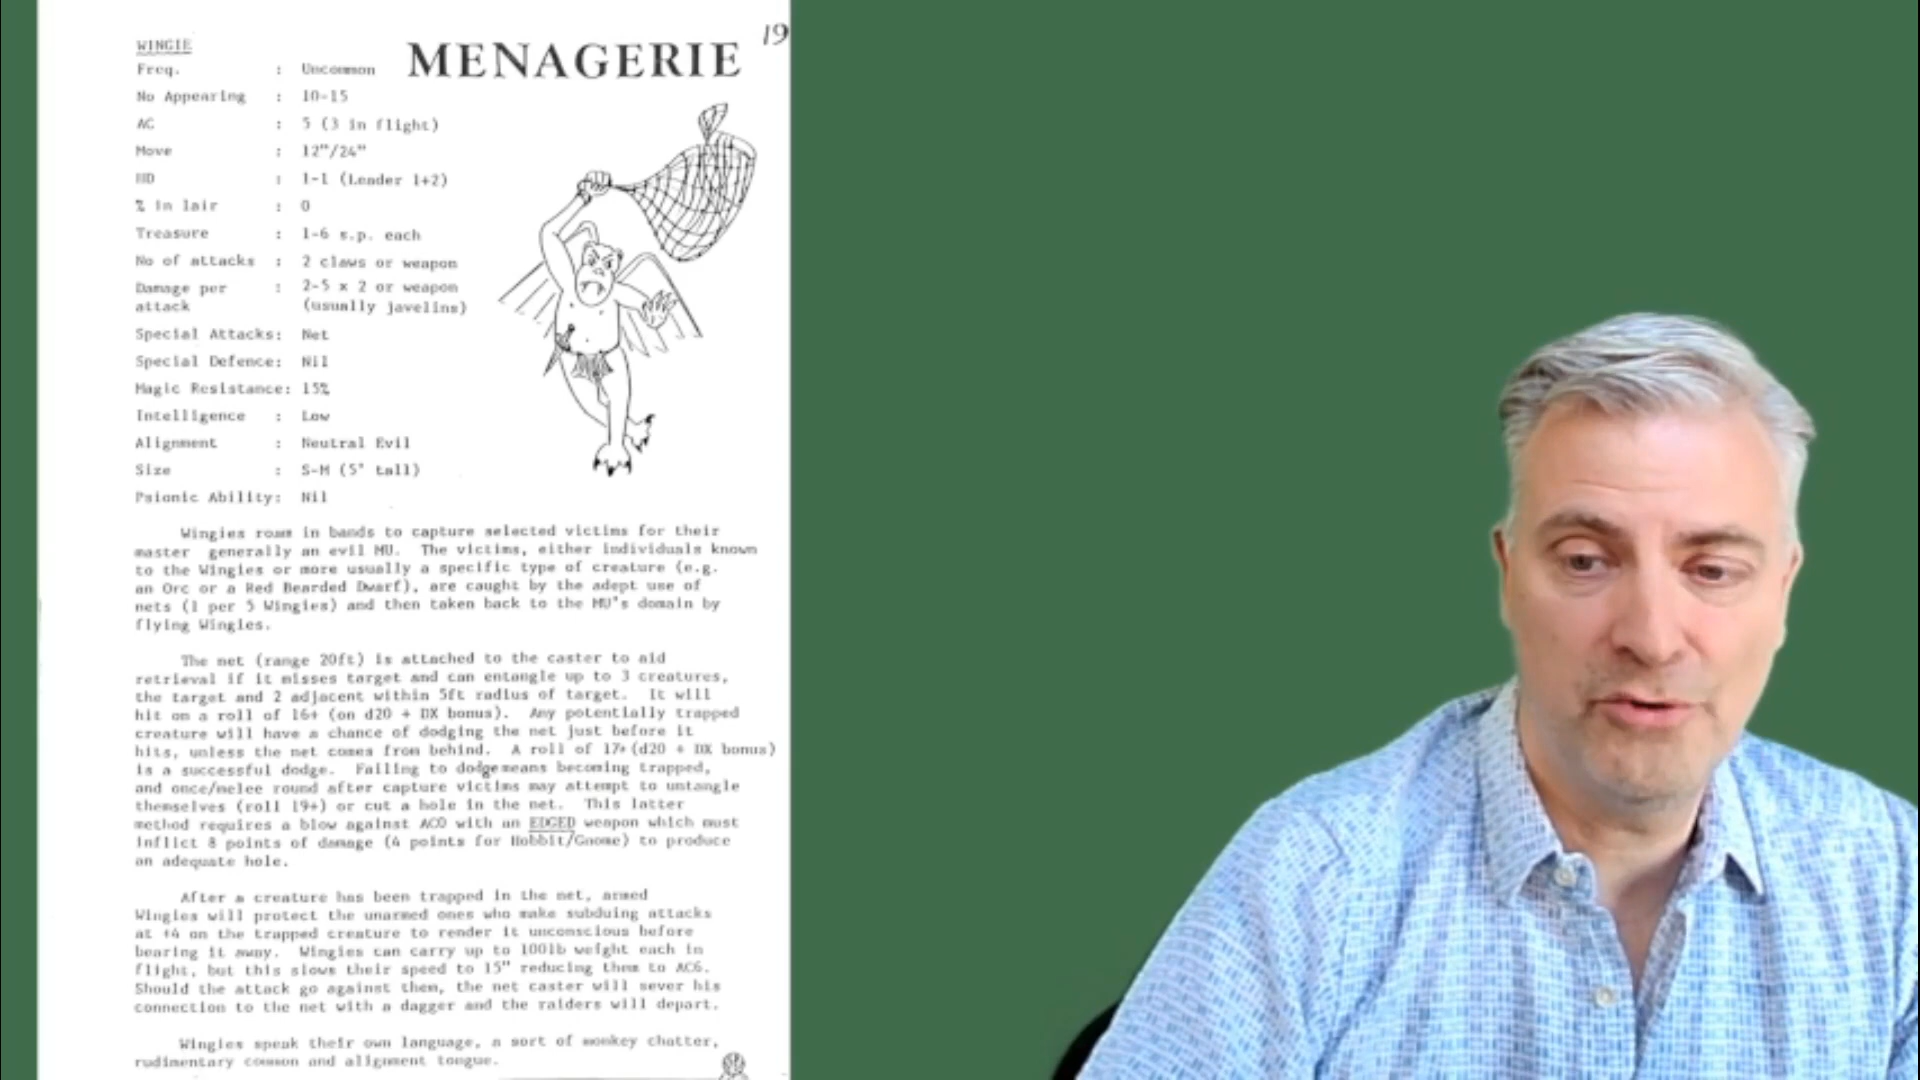 19
WINGIE
MENAGERIE
Freq. : Uncommon
No Appearing : 10-15
AC : 5 (3 in flight)
Move : 12"/24"
HD : 1-1 (Leader 1+2)
% in lair : 0
Treasure : 1-6 s.p. each
No of attacks : 2 claws or weapon
Damage per : 2-5 x 2 or weapon
attack (usually javelins)
Special Attacks: Net
Special Defence: Nil
Magic Resistance: 15%
Intelligence : Low
Alignment : Neutral Evil
Size : S-M (5' tall)
Psionic Ability: Nil
Wingies roam in bands to capture selected victims for their
master generally an evil MU. The victims, either individuals known
to the Wingies or more usually a specific type of creature (e.g.
an Orc or a Red Bearded Dwarf), are caught by the adept use of
nets (1 per 5 Wingies) and then taken back to the MU's domain by
flying Wingies.
The net (range 20ft) is attached to the caster to aid
retrieval if it misses target and can entangle up to 3 creatures,
the target and 2 adjacent within 5ft radius of target. It will
hit on a roll of 16+ (on d20 + DX bonus). Any potentially trapped
creature will have a chance of dodging the net just before it
hits, unless the net comes from behind. A roll of 17+(d20 + DX bonus)
is a successful dodge. Failing to dodge means becoming trapped,
and once/melee round after capture victims may attempt to untangle
themselves (roll 19+) or cut a hole in the net. This latter
method requires a blow against AC0 with an EDGED weapon which must
inflict 8 points of damage (4 points for Hobbit/Gnome) to produce
an adequate hole.
After a creature has been trapped in the net, armed
Wingies will protect the unarmed ones who make subduing attacks
at +4 on the trapped creature to render it unconscious before
bearing it away. Wingies can carry up to 100lb weight each in
flight, but this slows their speed to 15" reducing them to AC6.
Should the attack go against them, the net caster will sever his
connection to the net with a dagger and the raiders will depart.
Wingies speak their own language, a sort of monkey chatter,
rudimentary common and alignment tongue.